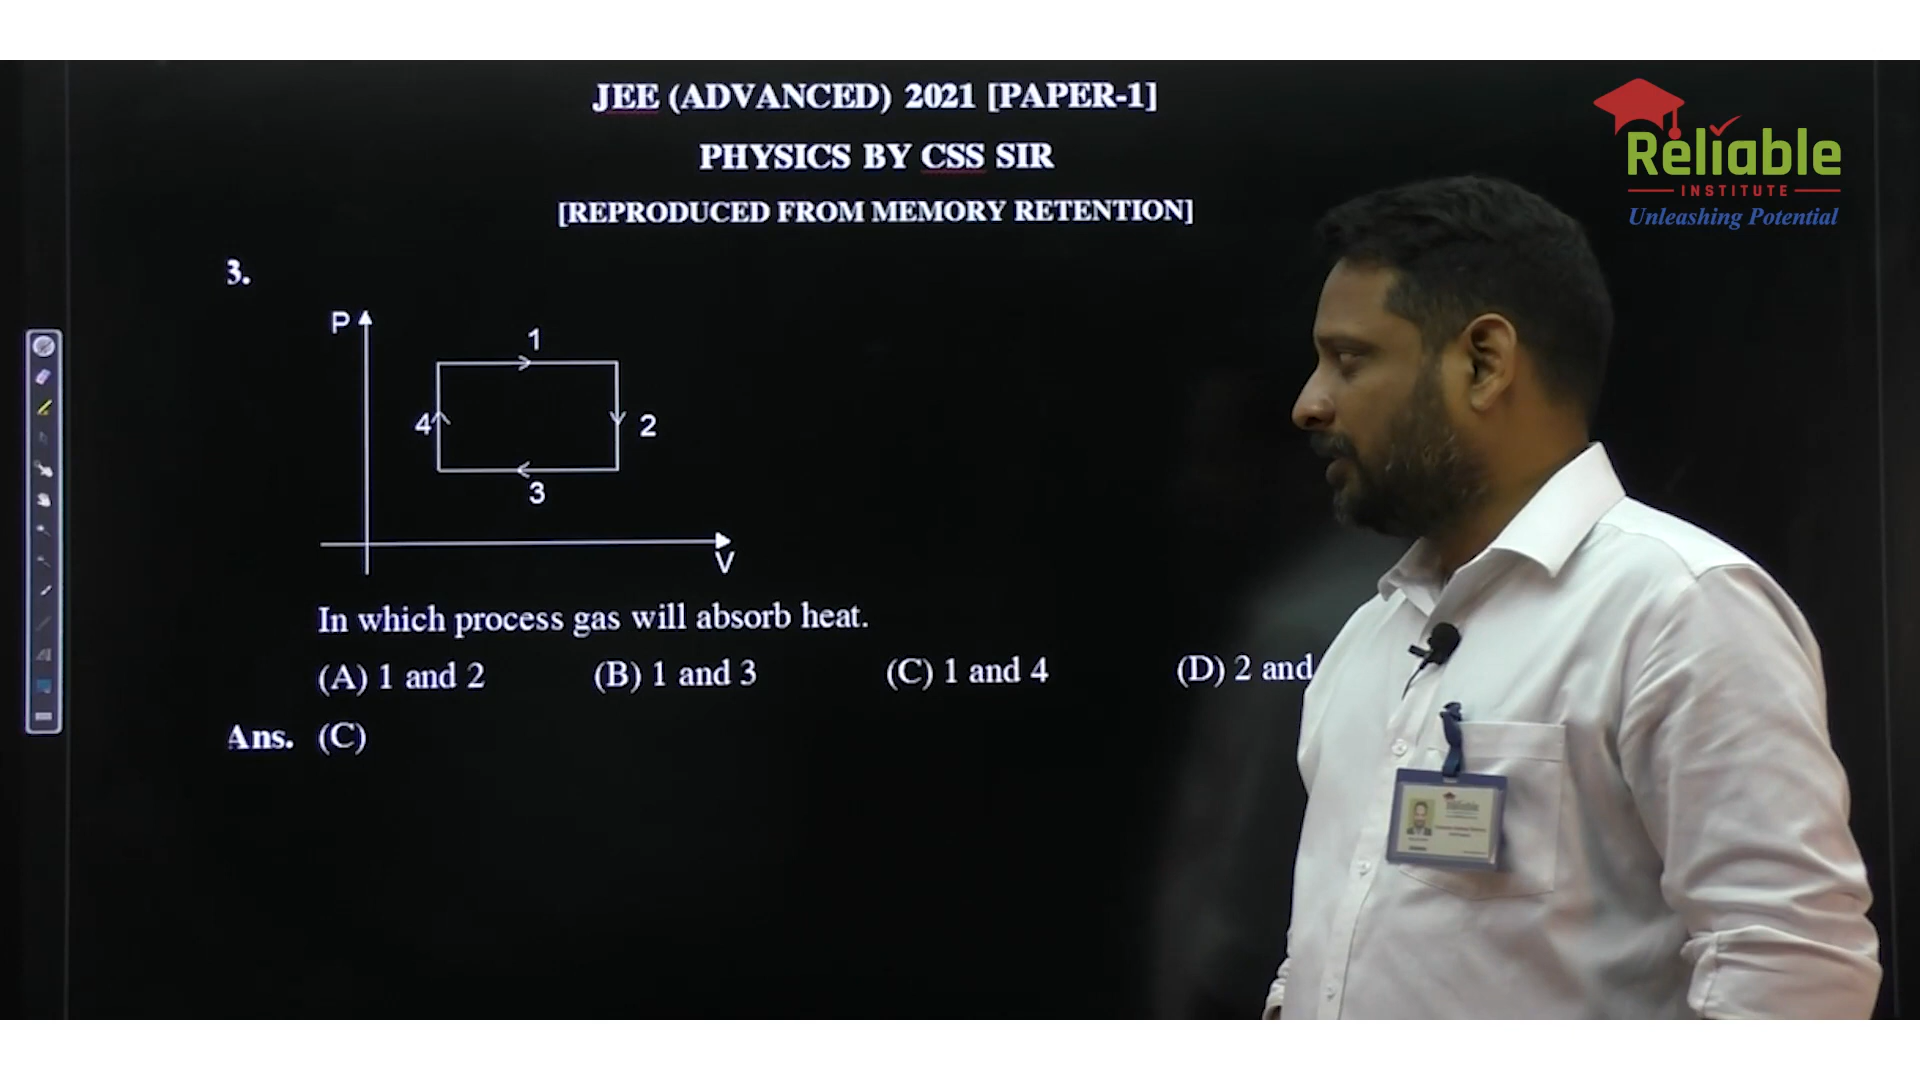 JEE (ADVANCED) 2021 [PAPER-1]
PHYSICS BY CSS SIR
[REPRODUCED FROM MEMORY RETENTION]
Reliable
INSTITUTE
Unleashing Potential
3.
P
1
4
2
3
V
In which process gas will absorb heat.
(A) 1 and 2 (B) 1 and 3 (C) 1 and 4 (D) 2 and
Ans. (C)
Reliable